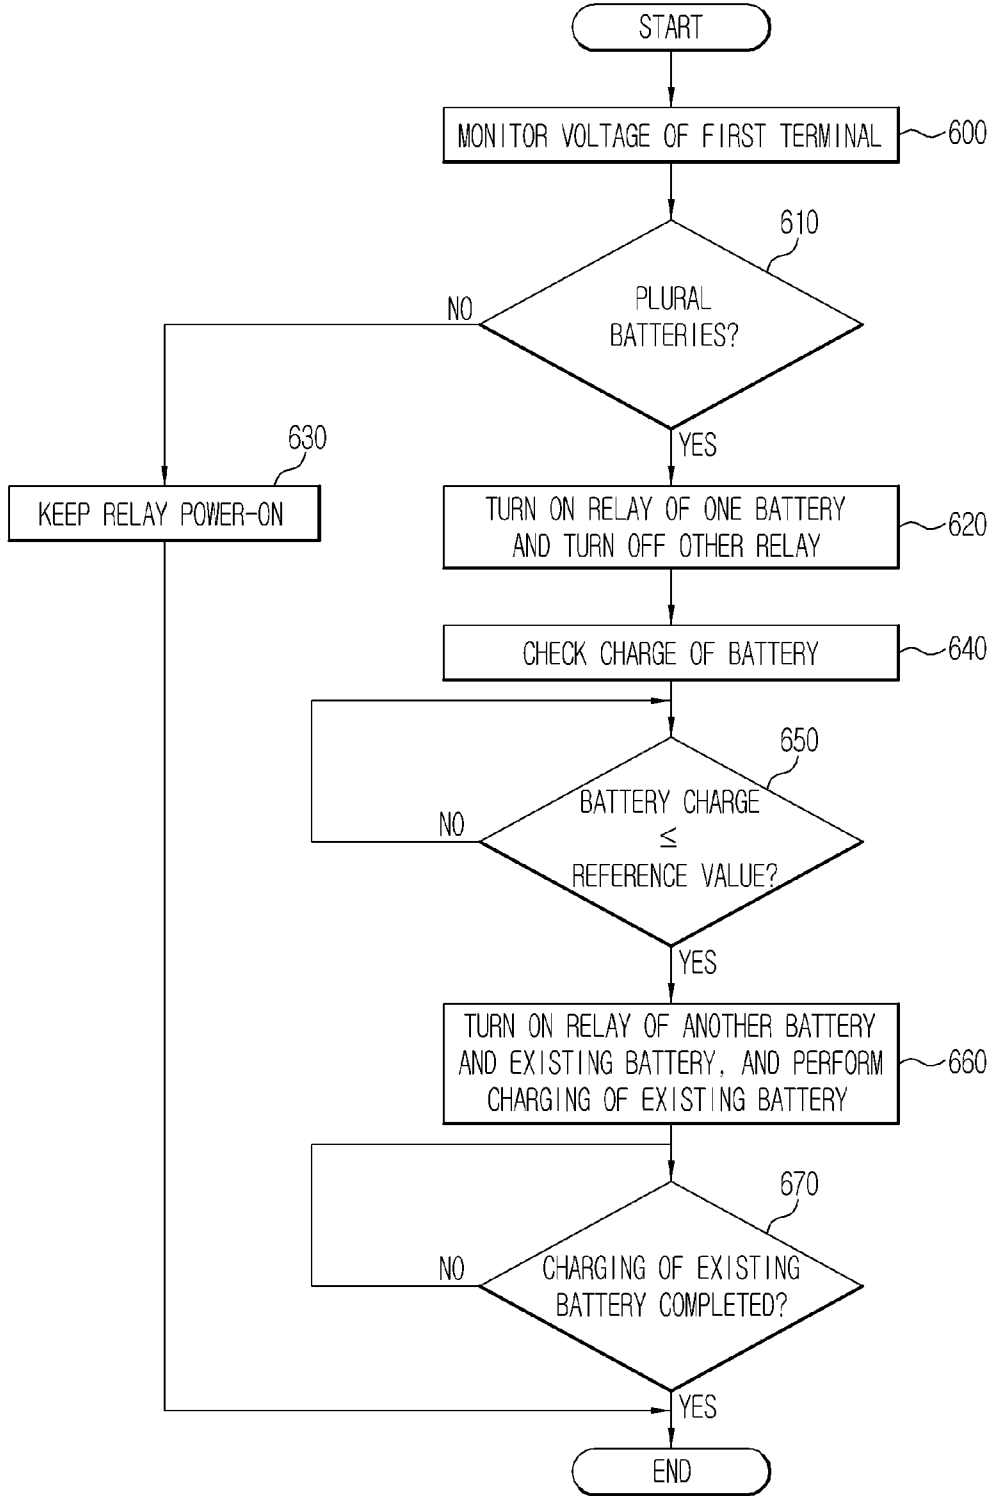 START
MONITOR VOLTAGE OF FIRST TERMINAL
600
610
PLURAL
BATTERIES?
NO
YES
630
KEEP RELAY POWER-ON
TURN ON RELAY OF ONE BATTERY
AND TURN OFF OTHER RELAY
620
CHECK CHARGE OF BATTERY
640
650
BATTERY CHARGE
≤
REFERENCE VALUE?
NO
YES
TURN ON RELAY OF ANOTHER BATTERY
AND EXISTING BATTERY, AND PERFORM
CHARGING OF EXISTING BATTERY
660
670
CHARGING OF EXISTING
BATTERY COMPLETED?
NO
YES
END